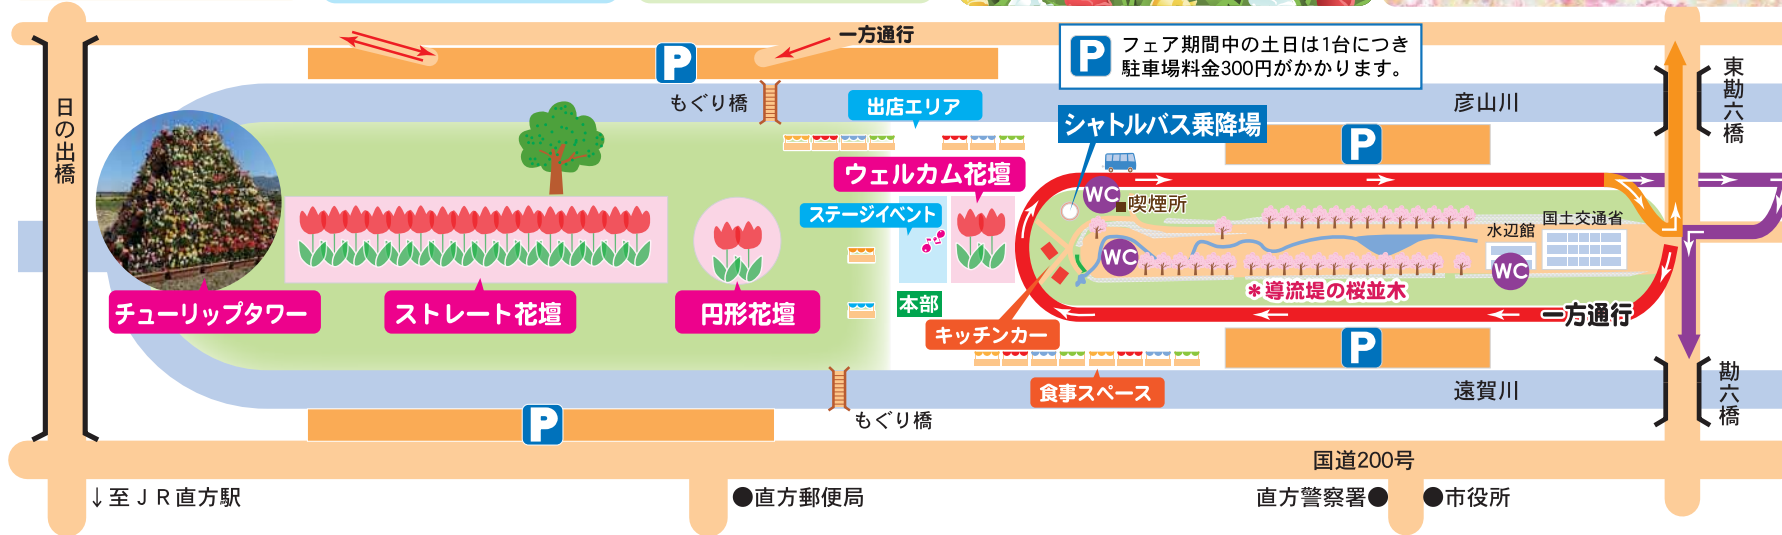 一方通行
P
P
フェア期間中の土日は1台につき
駐車場料金300円がかかります。
日の出橋
もぐり橋
出店エリア
シャトルバス乗降場
彦山川
東勘六橋
P
ウェルカム花壇
WC
喫煙所
ステージイベント
国土交通省
水辺館
WC
WC
*導流堤の桜並木
チューリップタワー
ストレート花壇
円形花壇
本部
キッチンカー
一方通行
P
食事スペース
遠賀川
勘六橋
P
もぐり橋
国道200号
↓至JR直方駅
●直方郵便局
直方警察署●
●市役所